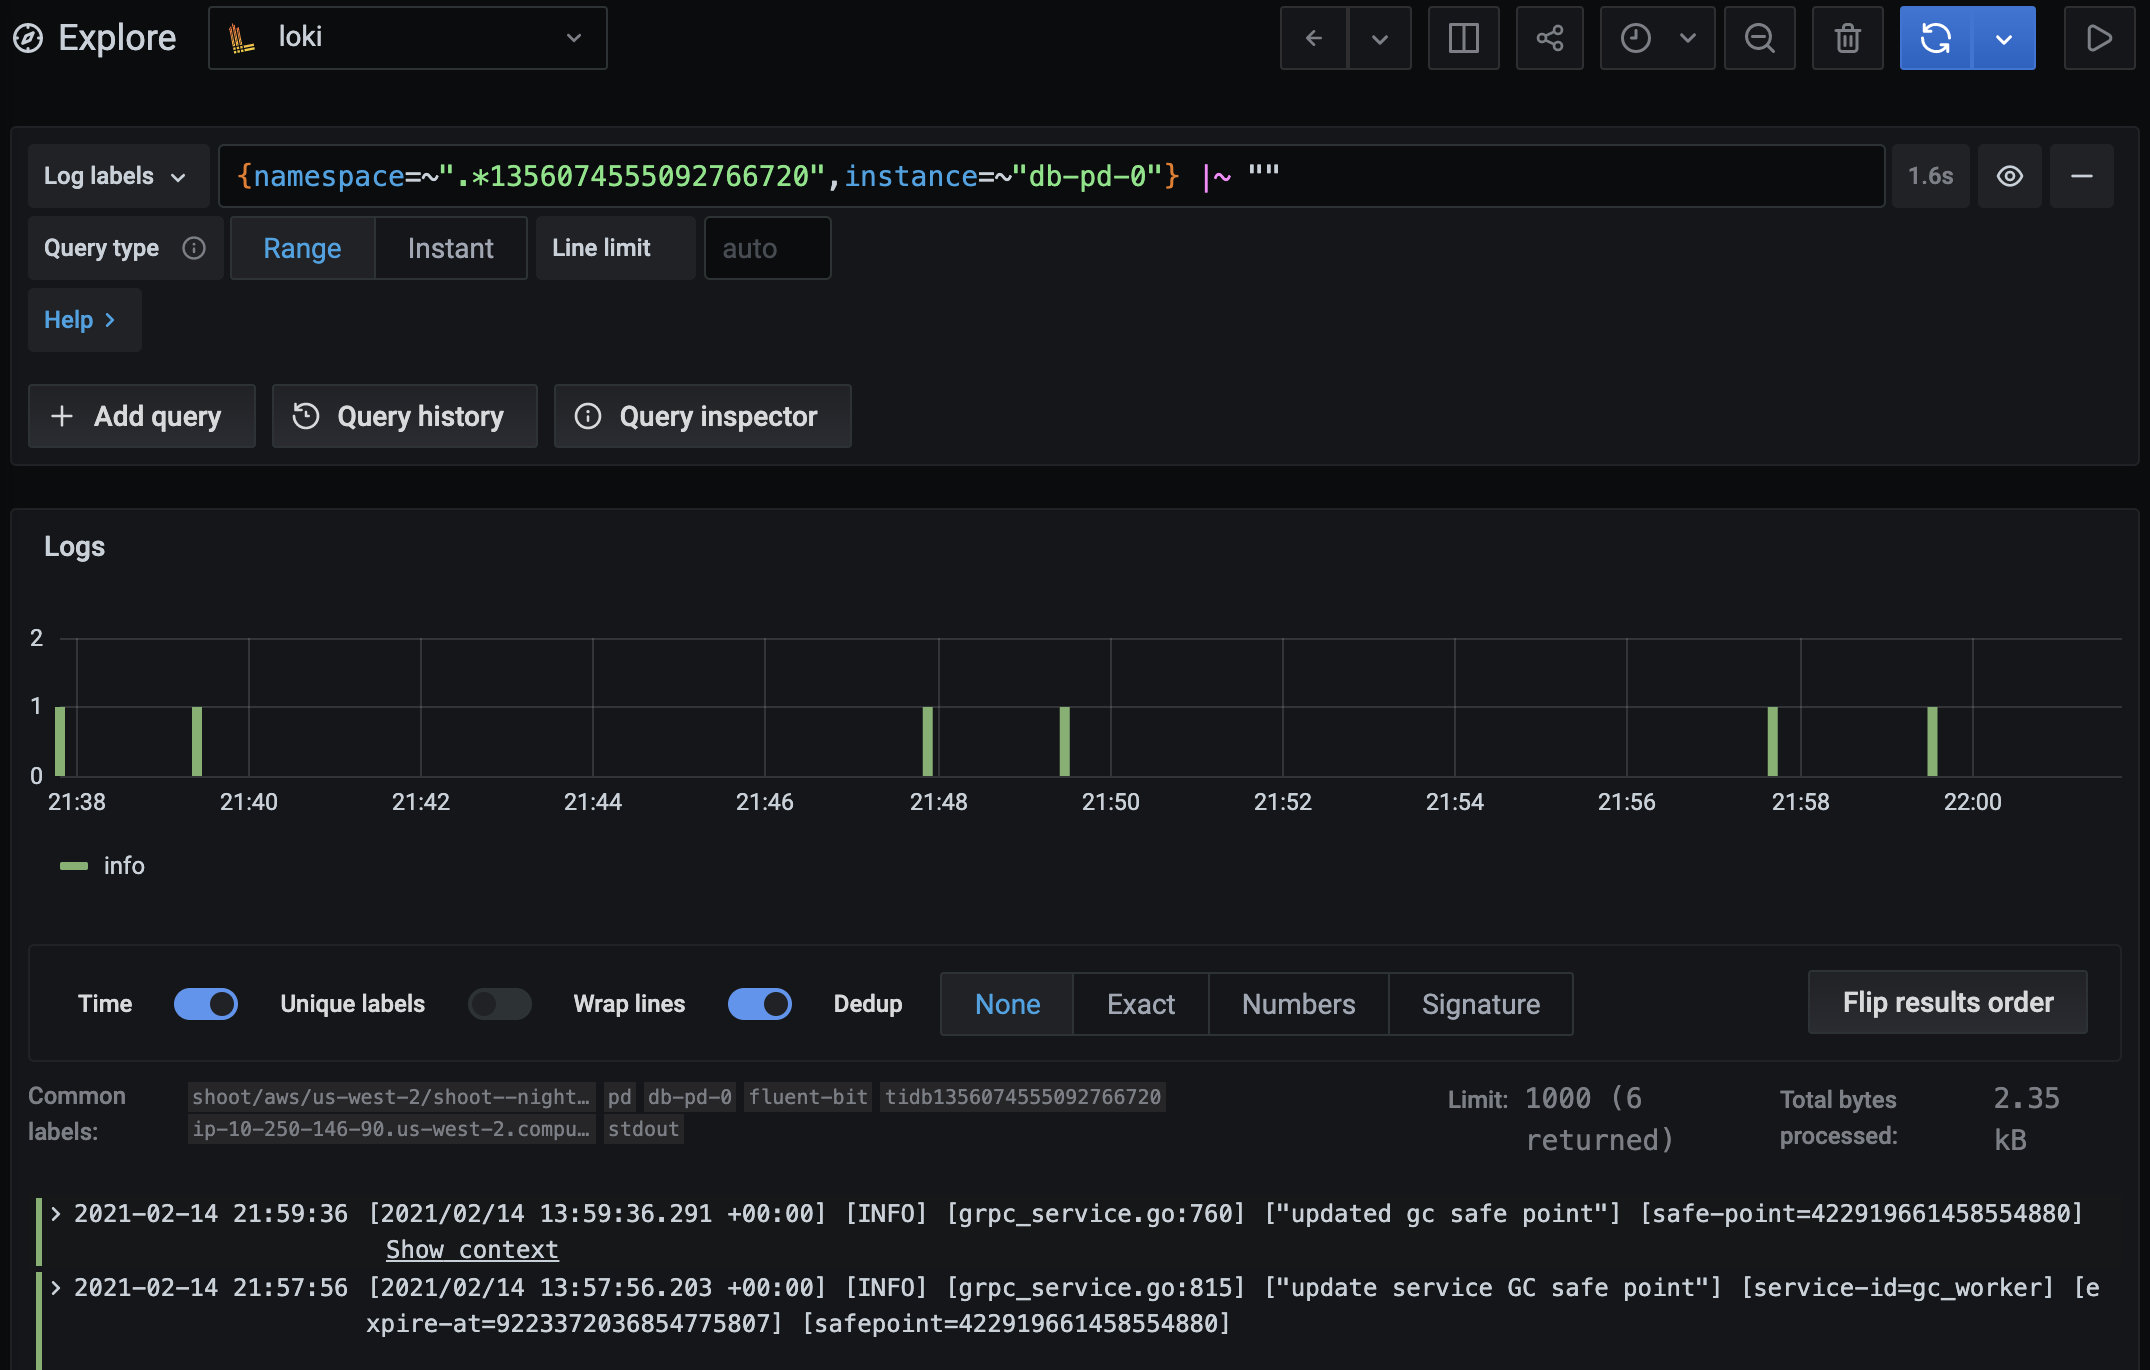 Explore loki
Log labels {namespace=~".*1356074555092766720",instance=~"db-pd-0"} |~ "" 1.6s
Query type Range Instant Line limit auto
Help
Add query Query history Query inspector
Logs
2
1
0
21:38 21:40 21:42 21:44 21:46 21:48 21:50 21:52 21:54 21:56 21:58 22:00
info
Time Unique labels Wrap lines Dedup None Exact Numbers Signature Flip results order
Common labels: shoot/aws/us-west-2/shoot--night… pd db-pd-0 fluent-bit tidb1356074555092766720
ip-10-250-146-90.us-west-2.compu… stdout
Limit: 1000 (6 returned)
Total bytes processed: 2.35 kB
2021-02-14 21:59:36 [2021/02/14 13:59:36.291 +00:00] [INFO] [grpc_service.go:760] ["updated gc safe point"] [safe-point=422919661458554880]
Show context
2021-02-14 21:57:56 [2021/02/14 13:57:56.203 +00:00] [INFO] [grpc_service.go:815] ["update service GC safe point"] [service-id=gc_worker] [e
xpire-at=9223372036854775807] [safepoint=422919661458554880]